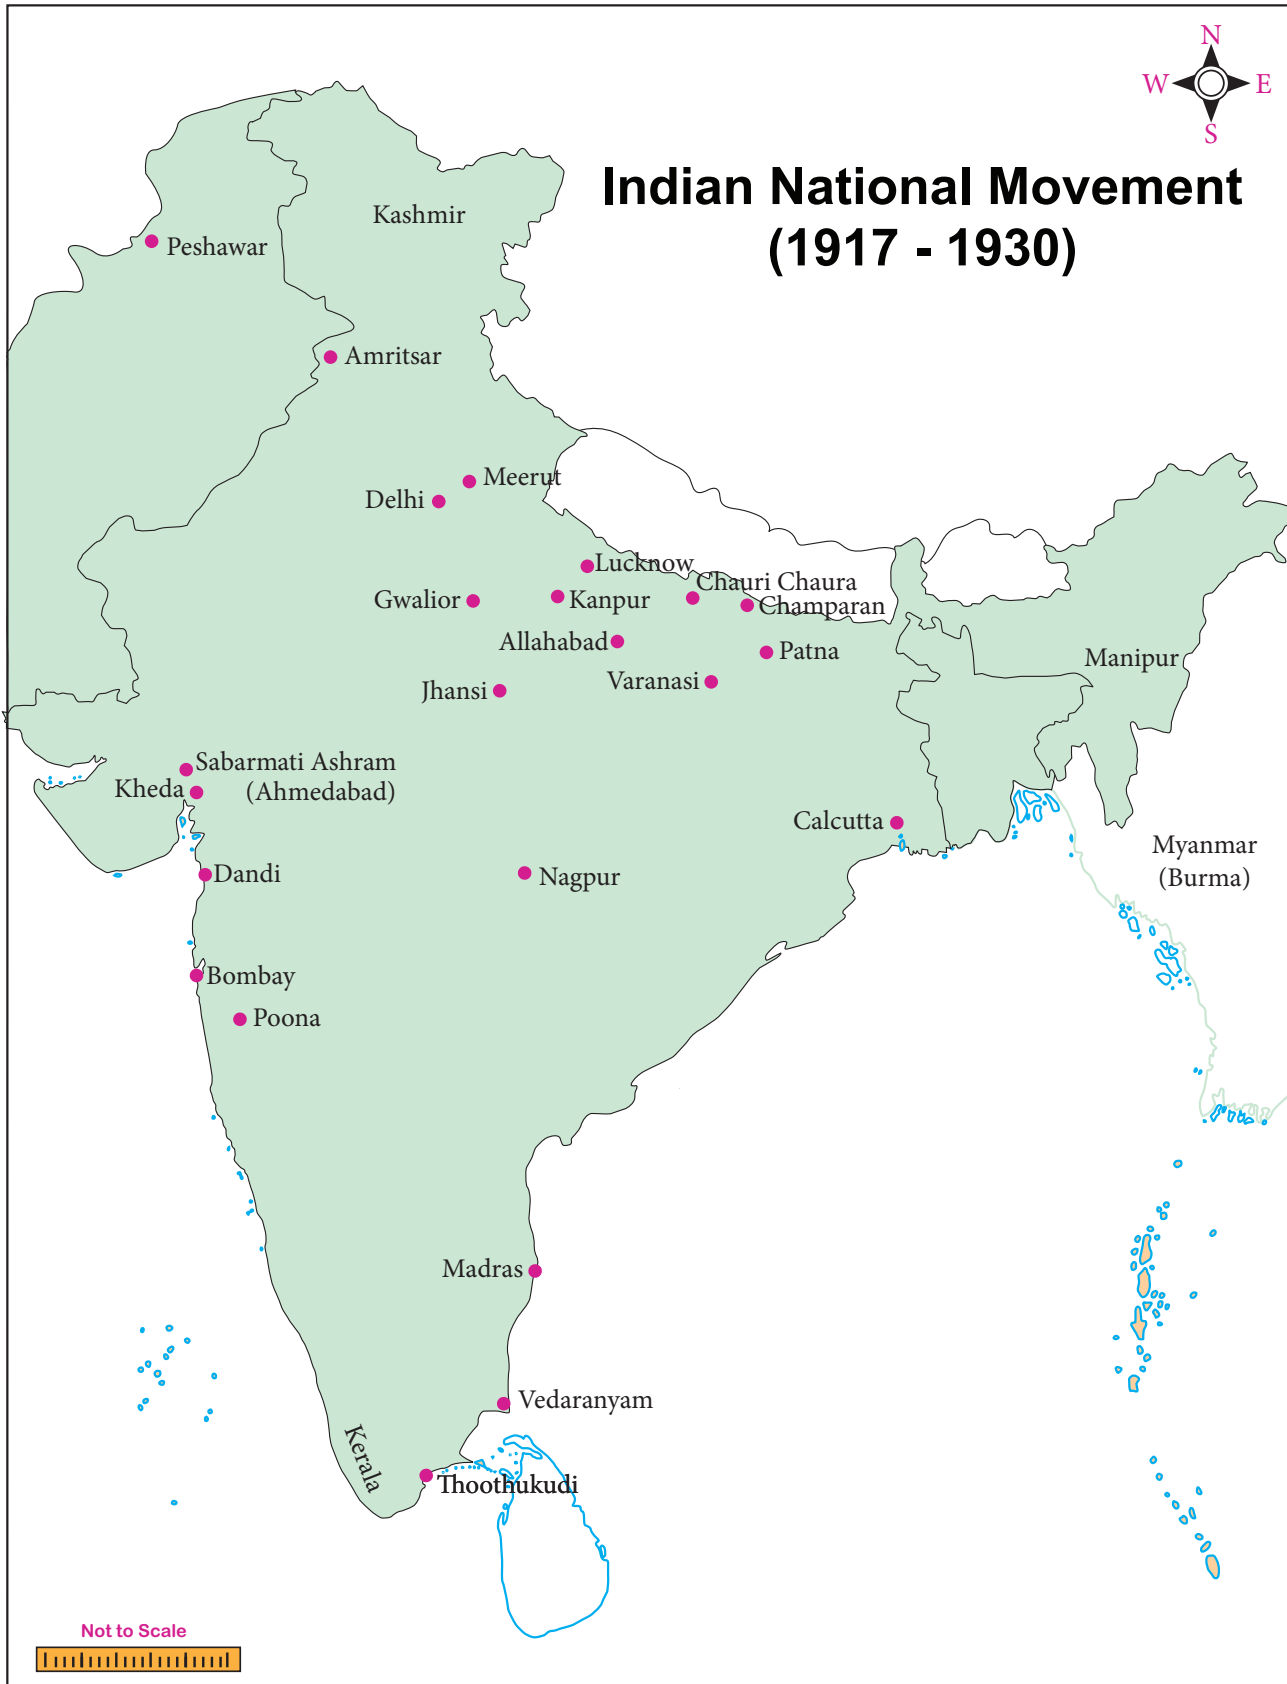 N
W E
S
Indian National Movement
(1917 - 1930)
Kashmir
Peshawar
Amritsar
Meerut
Delhi
Lucknow
Chauri Chaura
Gwalior
Kanpur
Champaran
Allahabad
Patna
Manipur
Varanasi
Jhansi
Sabarmati Ashram
Kheda
(Ahmedabad)
Calcutta
Myanmar
(Burma)
Dandi
Nagpur
Bombay
Poona
Madras
Vedaranyam
Kerala
Thoothukudi
Not to Scale